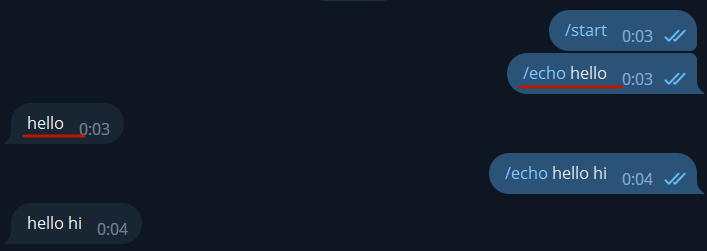 /start 0:03
/echo hello 0:03
hello 0:03
/echo hello hi 0:04
hello hi 0:04